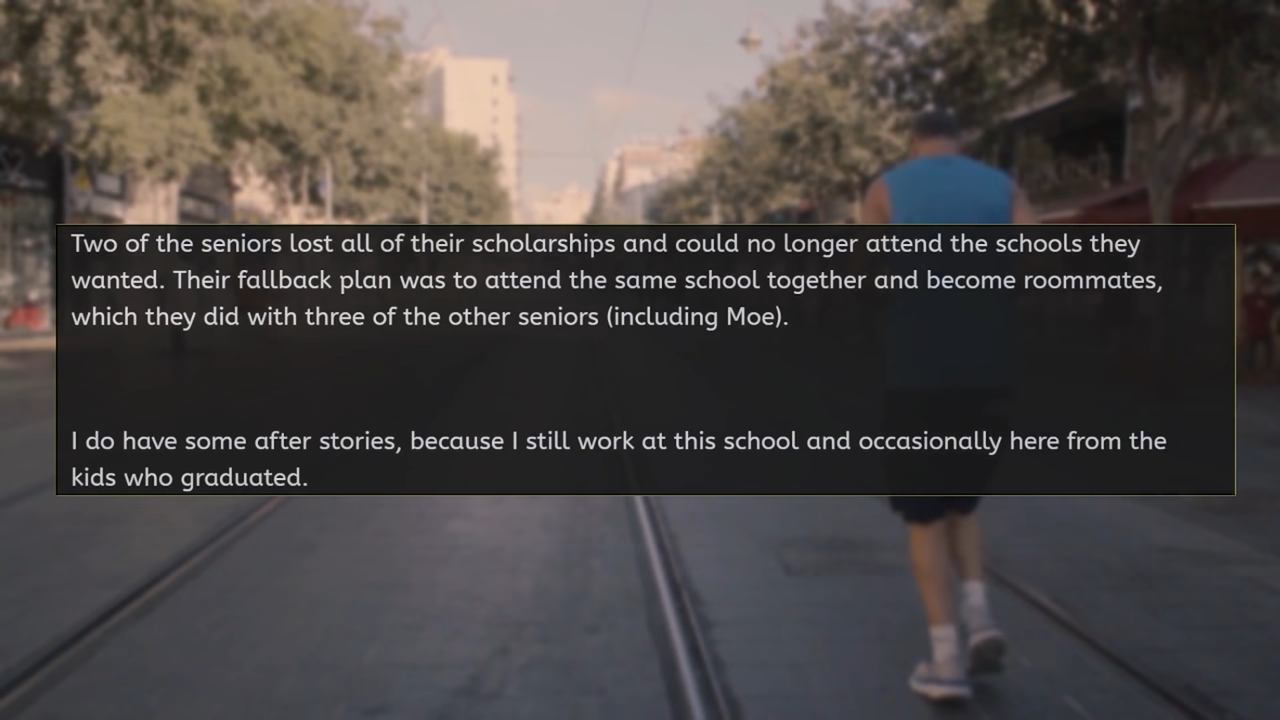 Two of the seniors lost all of their scholarships and could no longer attend the schools they
wanted. Their fallback plan was to attend the same school together and become roommates,
which they did with three of the other seniors (including Moe).
I do have some after stories, because I still work at this school and occasionally here from the
kids who graduated.